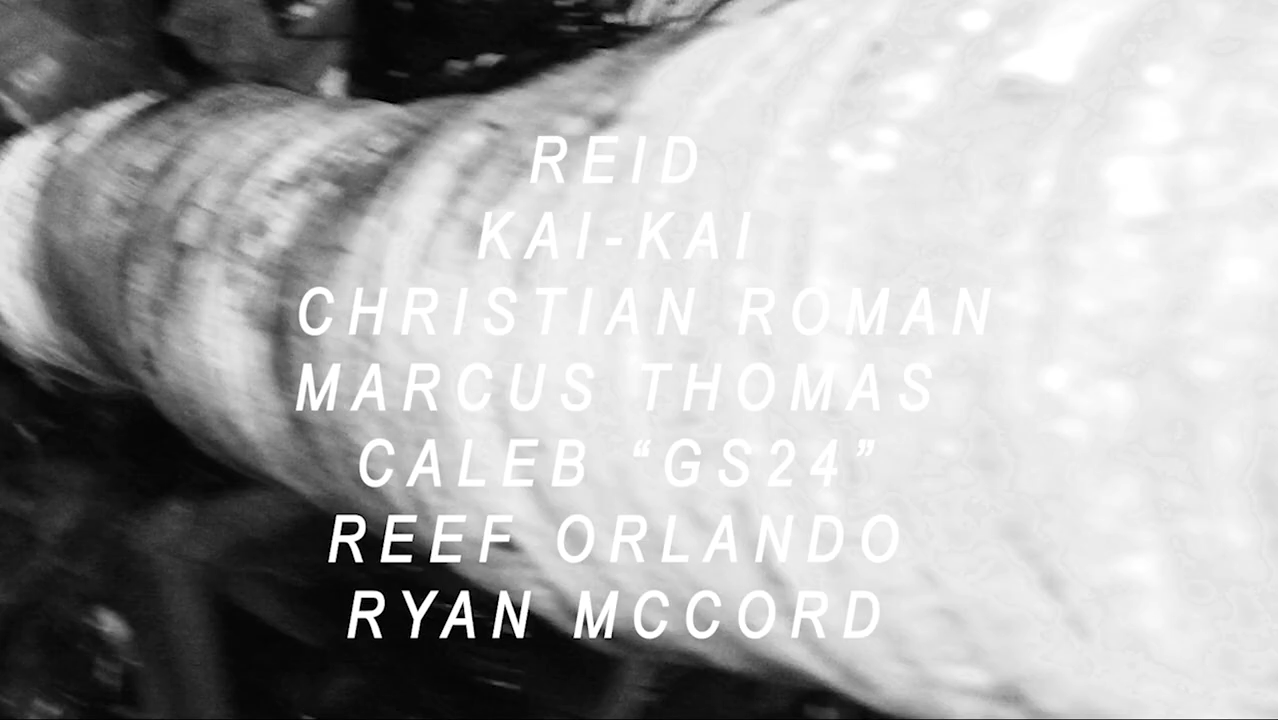 REID
KAI-KAI
CHRISTIAN ROMAN
MARCUS THOMAS
CALEB “GS24”
REEF ORLANDO
RYAN MCCORD